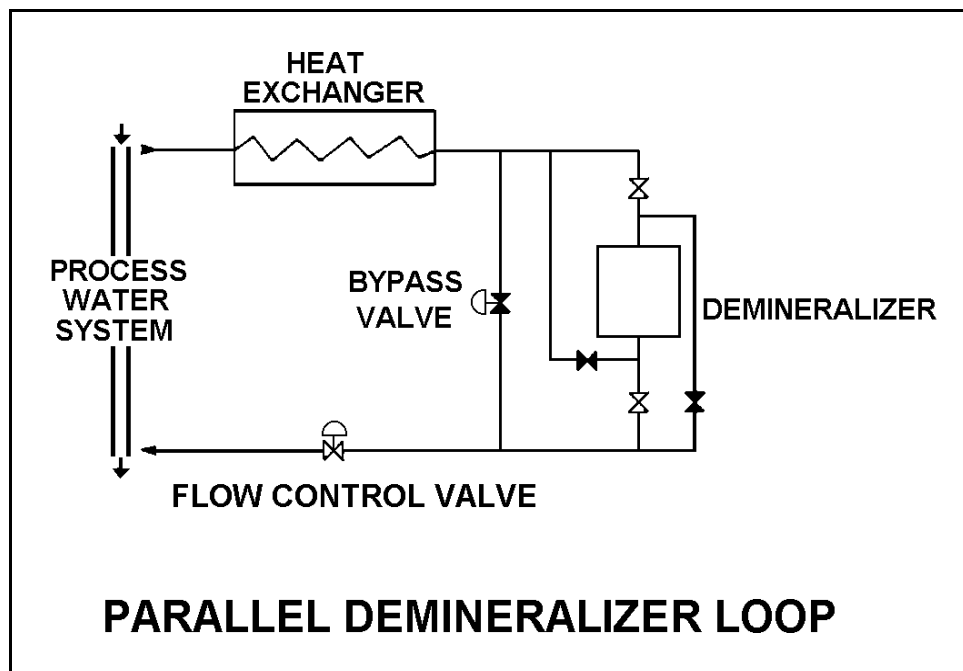 HEAT
EXCHANGER
PROCESS
WATER
SYSTEM
BYPASS
VALVE
DEMINERALIZER
FLOW CONTROL VALVE
PARALLEL DEMINERALIZER LOOP